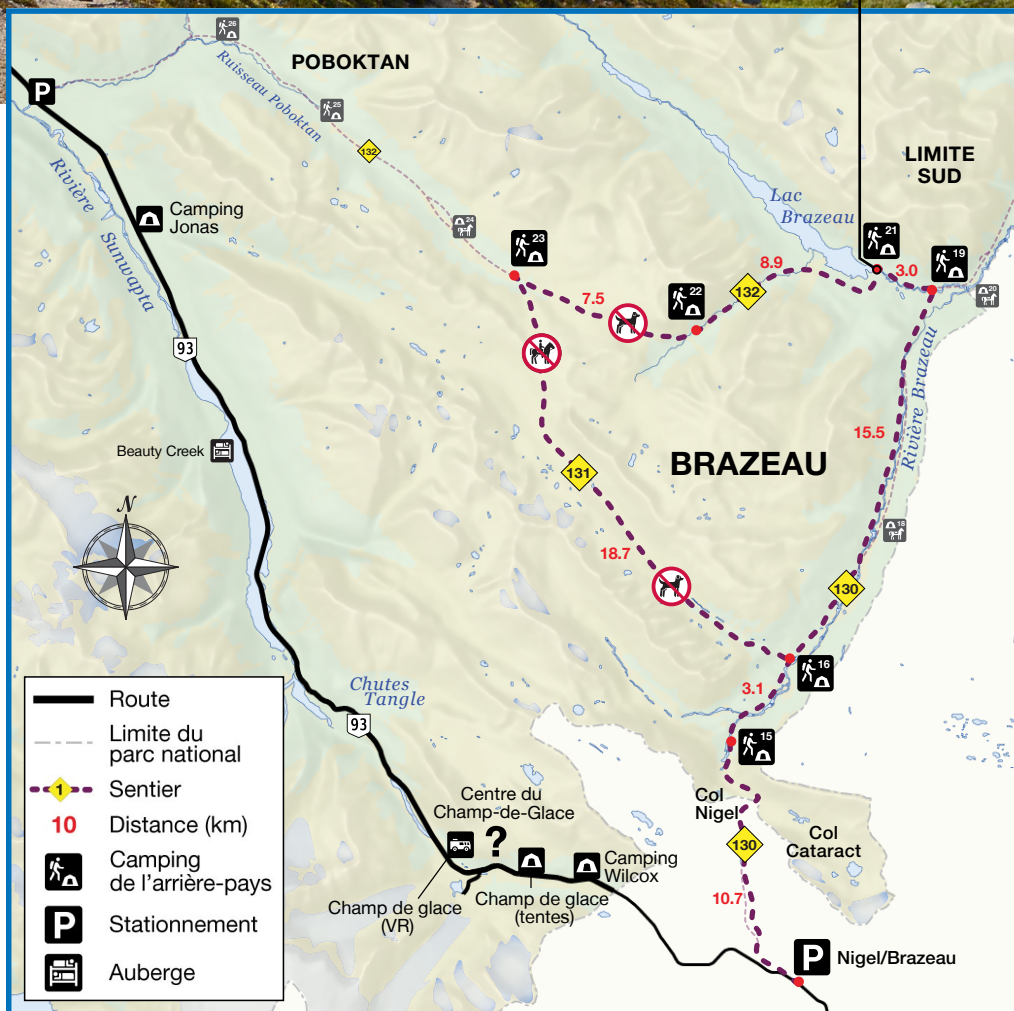 26
POBOKTAN
Ruisseau Poboktan
25
P
132
LIMITE
SUD
Rivière Sunwapta
Camping
Jonas
24
23
Lac
Brazeau
21
19
3.0
20
8.9
132
22
7.5
93
Rivière Brazeau
15.5
Beauty Creek
BRAZEAU
131
18.7
18
N
130
16
3.1
15
Chutes
Tangle
93
Col
Nigel
Col
Cataract
130
10.7
Centre du
Champ-de-Glace
?
Camping
Wilcox
Champ de glace
(VR)
Champ de glace
(tentes)
P
Nigel/Brazeau
Route
Limite du
parc national
1
Sentier
10
Distance (km)
Camping
de l'arrière-pays
P
Stationnement
Auberge